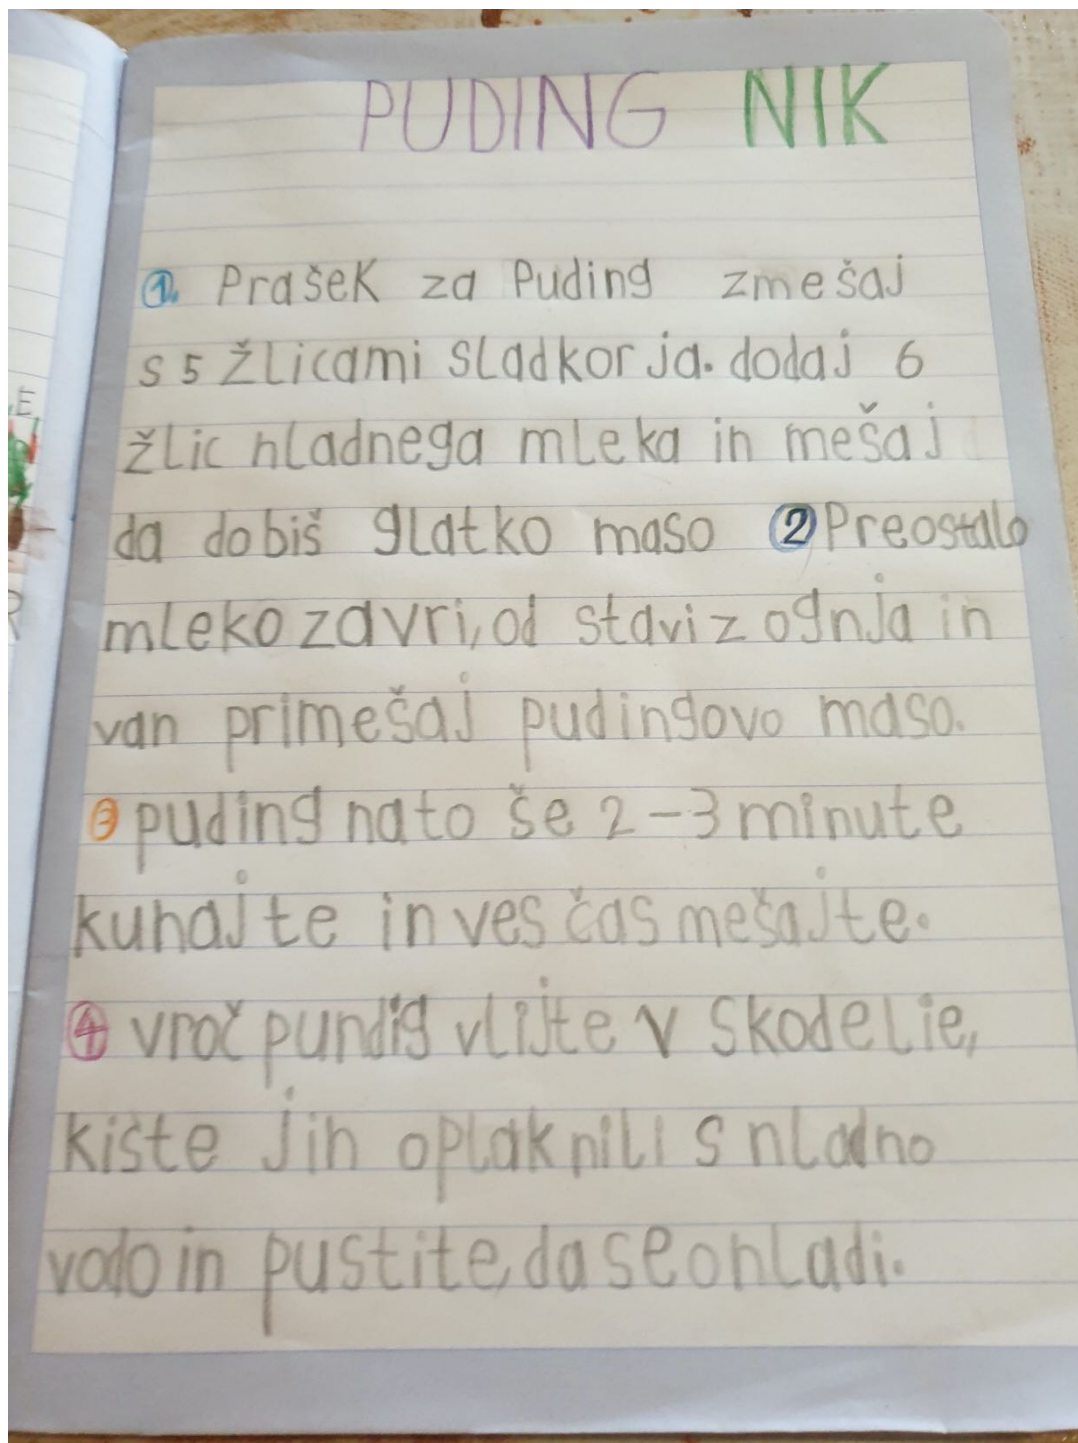 PUDING NIK
1. Prašek za Puding zmešaj
s 5 žlicami sladkorja. dodaj 6
žlic hladnega mleka in mešaj
da dobiš glatko maso 2 Preostalo
mleko zavri, od stavi z ognja in
van primešaj pudingovo maso.
3 puding nato še 2-3 minute
kuhajte in ves čas mešajte.
4 vroč pundig vlijte v skodelie,
ki ste jih oplaknili s hladno
vodo in pustite, da se ohladi.
E